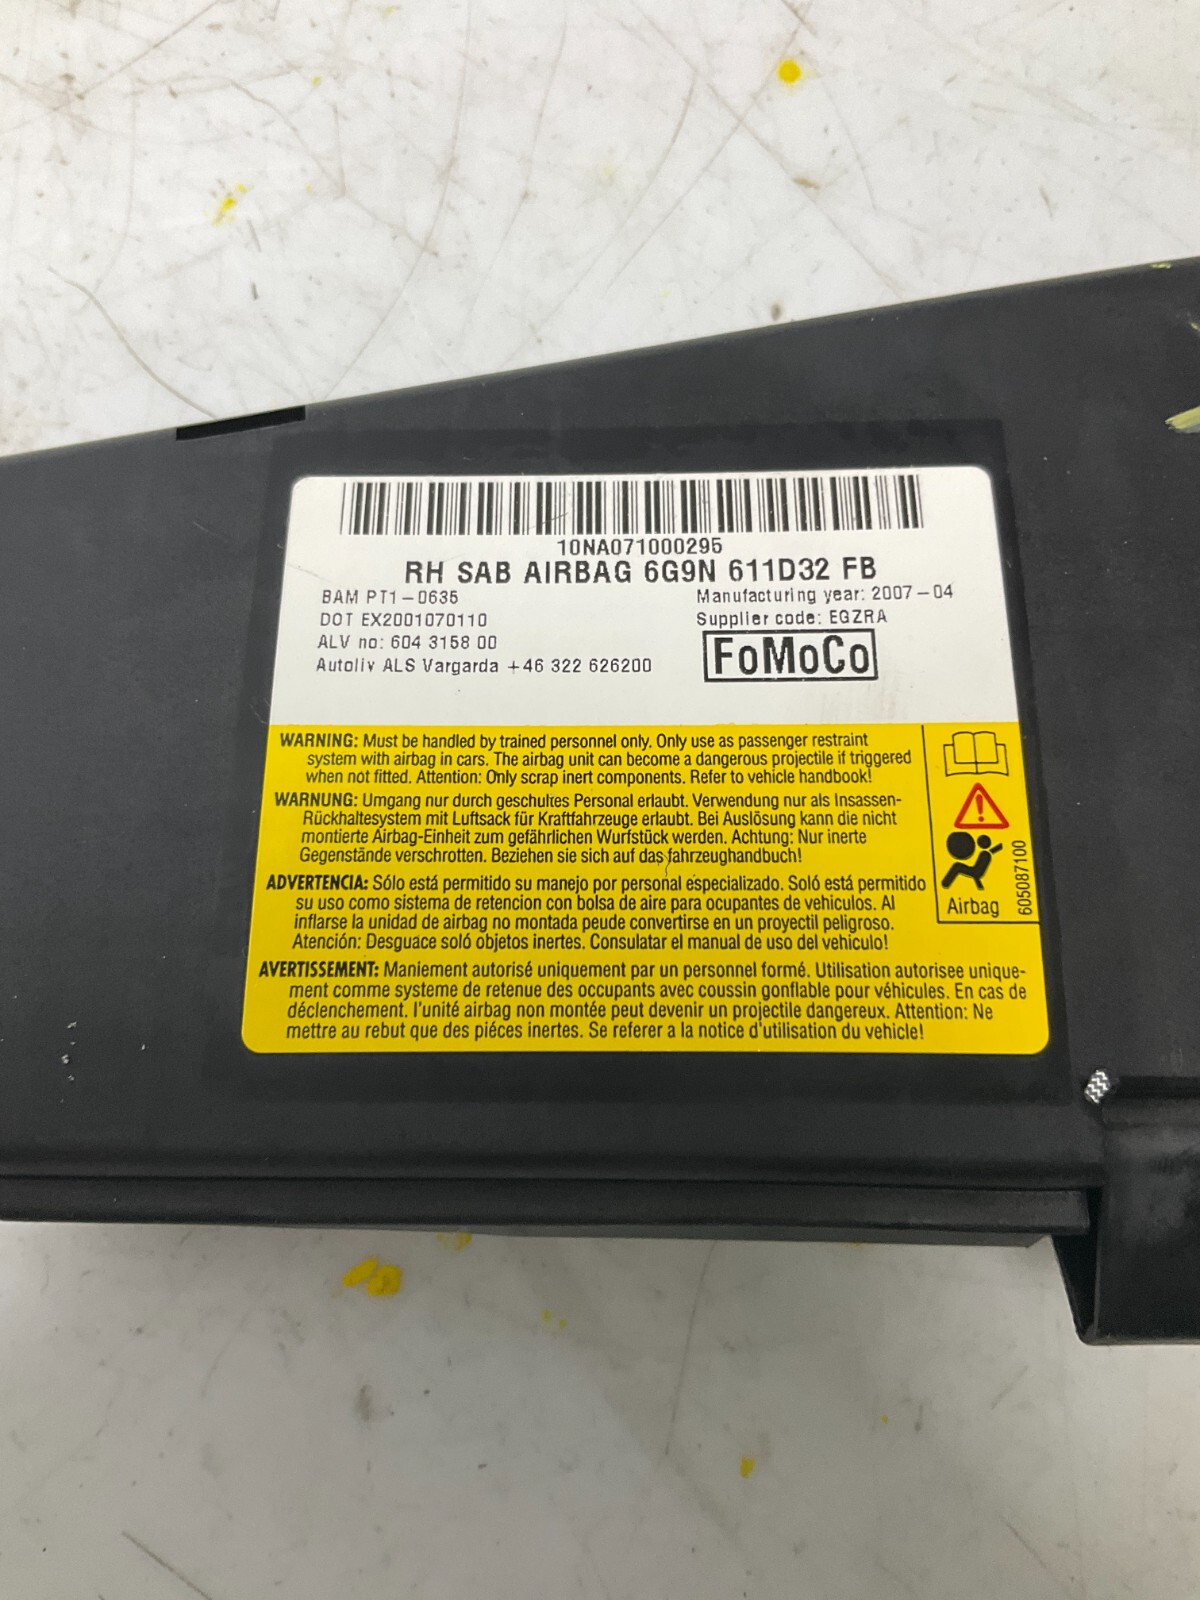 10NA071000295
RH SAB AIRBAG 6G9N 611D32 FB
BAM PT1-0635
Manufacturing year: 2007-04
DOT EX2001070110
Supplier code: EGZRA
ALV no: 604 3158 00
FoMoCo
Autoliv ALS Vargarda +46 322 626200
WARNING: Must be handled by trained personnel only. Only use as passenger restraint
system with airbag in cars. The airbag unit can become a dangerous projectile if triggered
when not fitted. Attention: Only scrap inert components. Refer to vehicle handbook!
WARNUNG: Umgang nur durch geschultes Personal erlaubt. Verwendung nur als Insassen-
Rückhaltesystem mit Luftsack für Kraftfahrzeuge erlaubt. Bei Auslösung kann die nicht
montierte Airbag-Einheit zum gefährlichen Wurfstück werden. Achtung: Nur inerte
Gegenstände verschrotten. Beziehen sie sich auf das fahrzeughandbuch!
ADVERTENCIA: Sólo está permitido su manejo por personal especializado. Soló está permitido
su uso como sistema de retencion con bolsa de aire para ocupantes de vehiculos. Al
inflarse la unidad de airbag no montada peude convertirse en un proyectil peligroso.
Atención: Desguace soló objetos inertes. Consulatar el manual de uso del vehiculo!
AVERTISSEMENT: Maniement autorisé uniquement par un personnel formé. Utilisation autorisee unique-
ment comme systeme de retenue des occupants avec coussin gonflable pour véhicules. En cas de
déclenchement. l'unité airbag non montée peut devenir un projectile dangereux. Attention: Ne
mettre au rebut que des piéces inertes. Se referer a la notice d'utilisation du vehicle!
Airbag
605087100